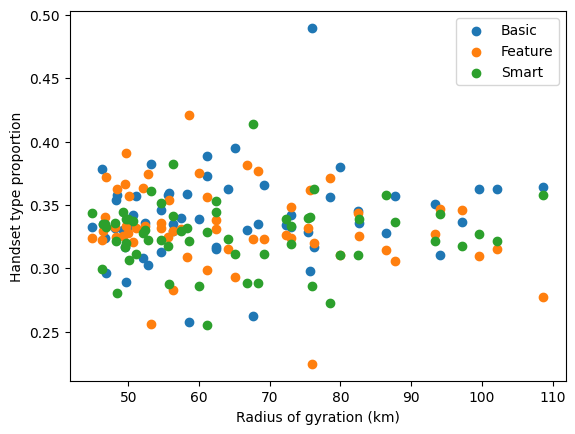 0.50
0.45
0.40
0.35
0.30
0.25
Handset type proportion
Basic
Feature
Smart
50 60 70 80 90 100 110
Radius of gyration (km)